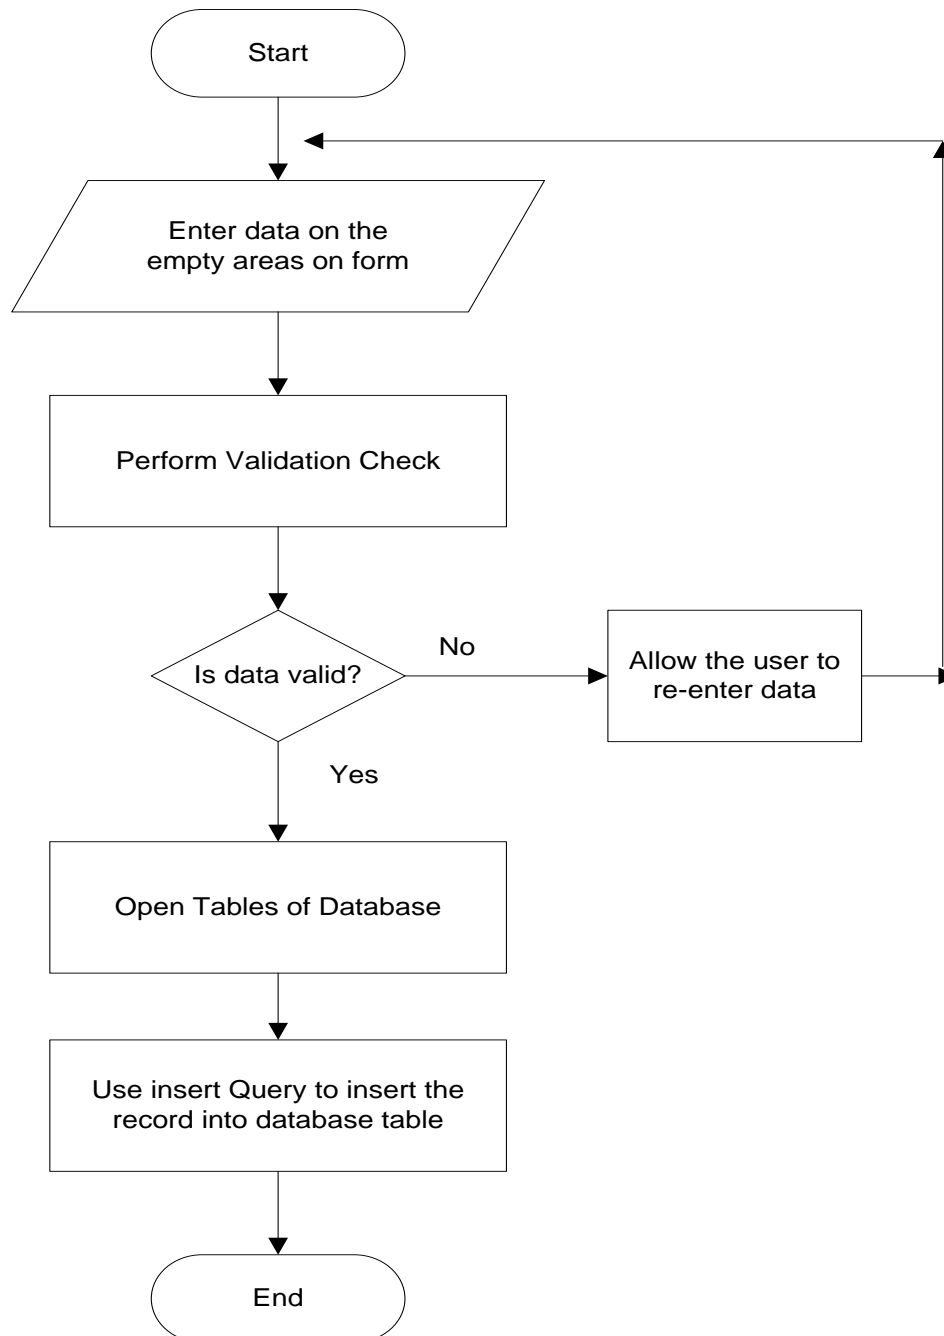 Start
Enter data on the
empty areas on form
Perform Validation Check
Is data valid?
No
Allow the user to
re-enter data
Yes
Open Tables of Database
Use insert Query to insert the
record into database table
End